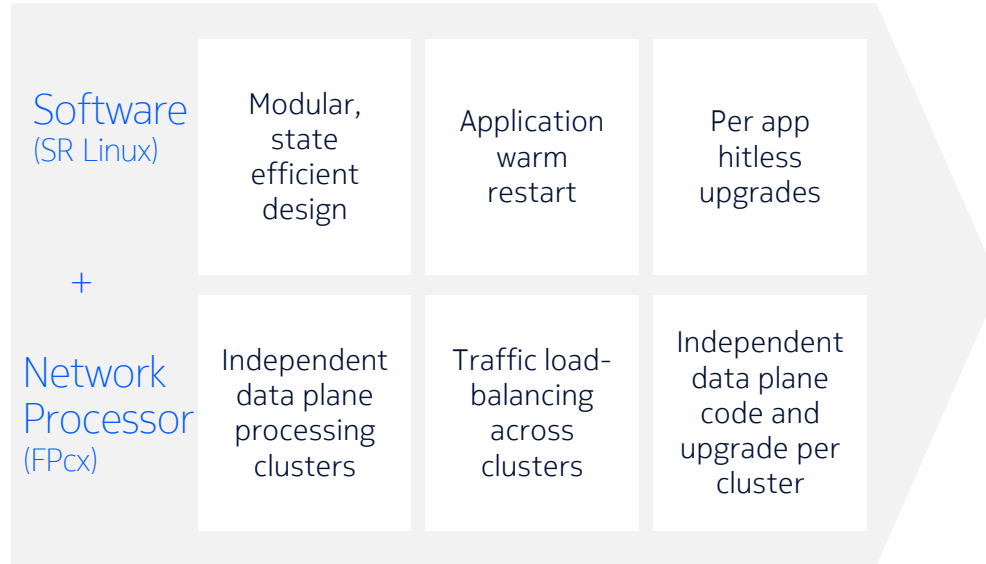 Software
(SR Linux)
Modular,
state
efficient
design
Application
warm
restart
Per app
hitless
upgrades
+
Network
Processor
(FPcx)
Independent
data plane
processing
clusters
Traffic load-
balancing
across
clusters
Independent
data plane
code and
upgrade per
cluster